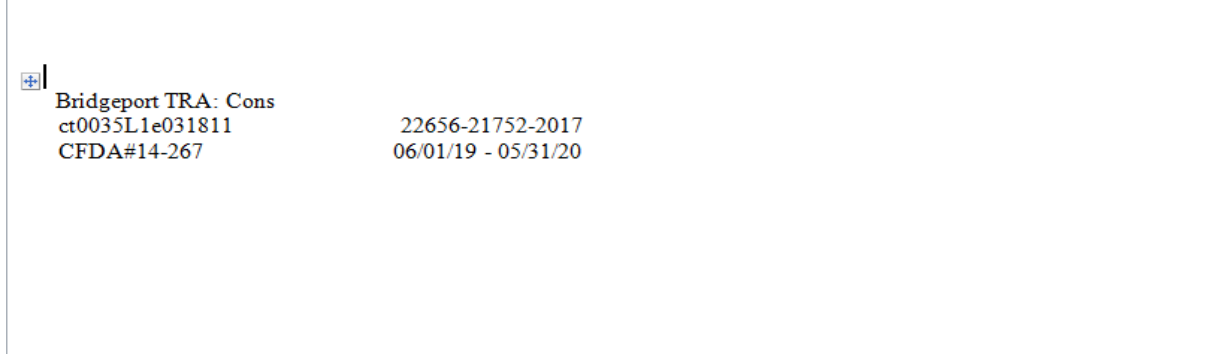 Bridgeport TRA: Cons
ct0035L1e031811 22656-21752-2017
CFDA#14-267 06/01/19 - 05/31/20